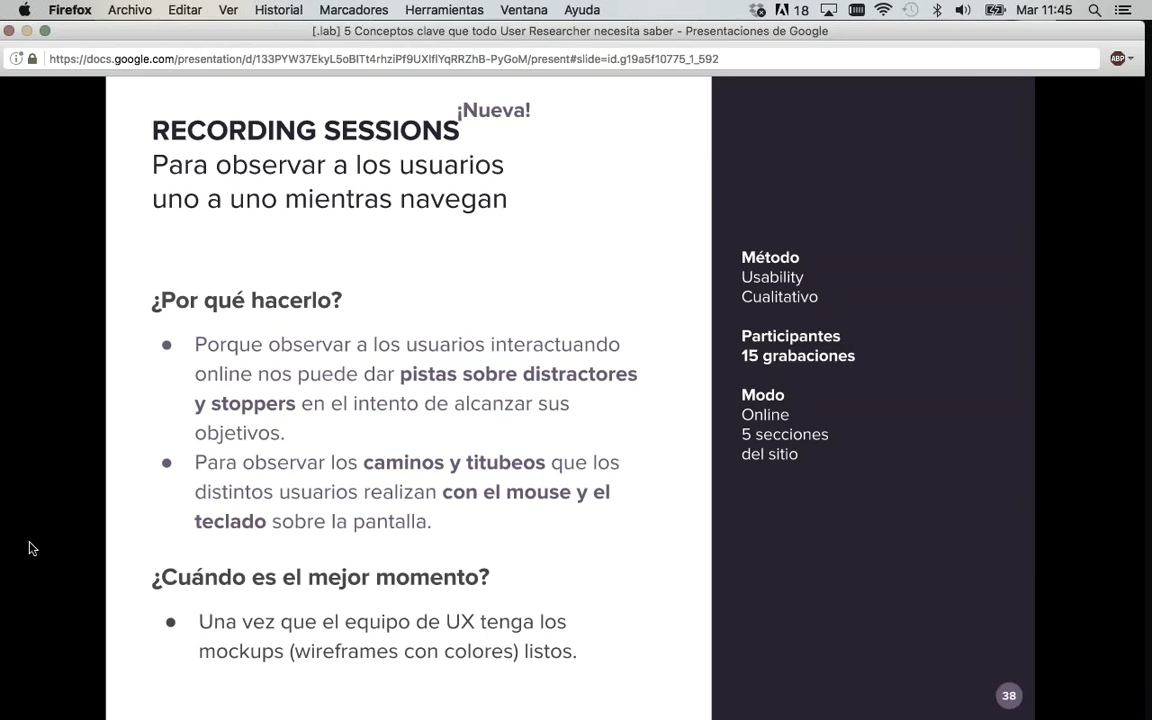 Firefox Archivo Editar Ver Historial Marcadores Herramientas Ventana Ayuda 18 Mar 11:45
[.lab] 5 Conceptos clave que todo User Researcher necesita saber - Presentaciones de Google
https://docs.google.com/presentation/d/133PYW37EkyL5oBITt4rhziPf9UXlflYqRRZhB-PyGoM/present#slide=id.g19a5f10775_1_592
ABP
¡Nueva!
RECORDING SESSIONS
Para observar a los usuarios
uno a uno mientras navegan
¿Por qué hacerlo?
● Porque observar a los usuarios interactuando
online nos puede dar pistas sobre distractores
y stoppers en el intento de alcanzar sus
objetivos.
● Para observar los caminos y titubeos que los
distintos usuarios realizan con el mouse y el
teclado sobre la pantalla.
¿Cuándo es el mejor momento?
● Una vez que el equipo de UX tenga los
mockups (wireframes con colores) listos.
Método
Usability
Cualitativo
Participantes
15 grabaciones
Modo
Online
5 secciones
del sitio
38